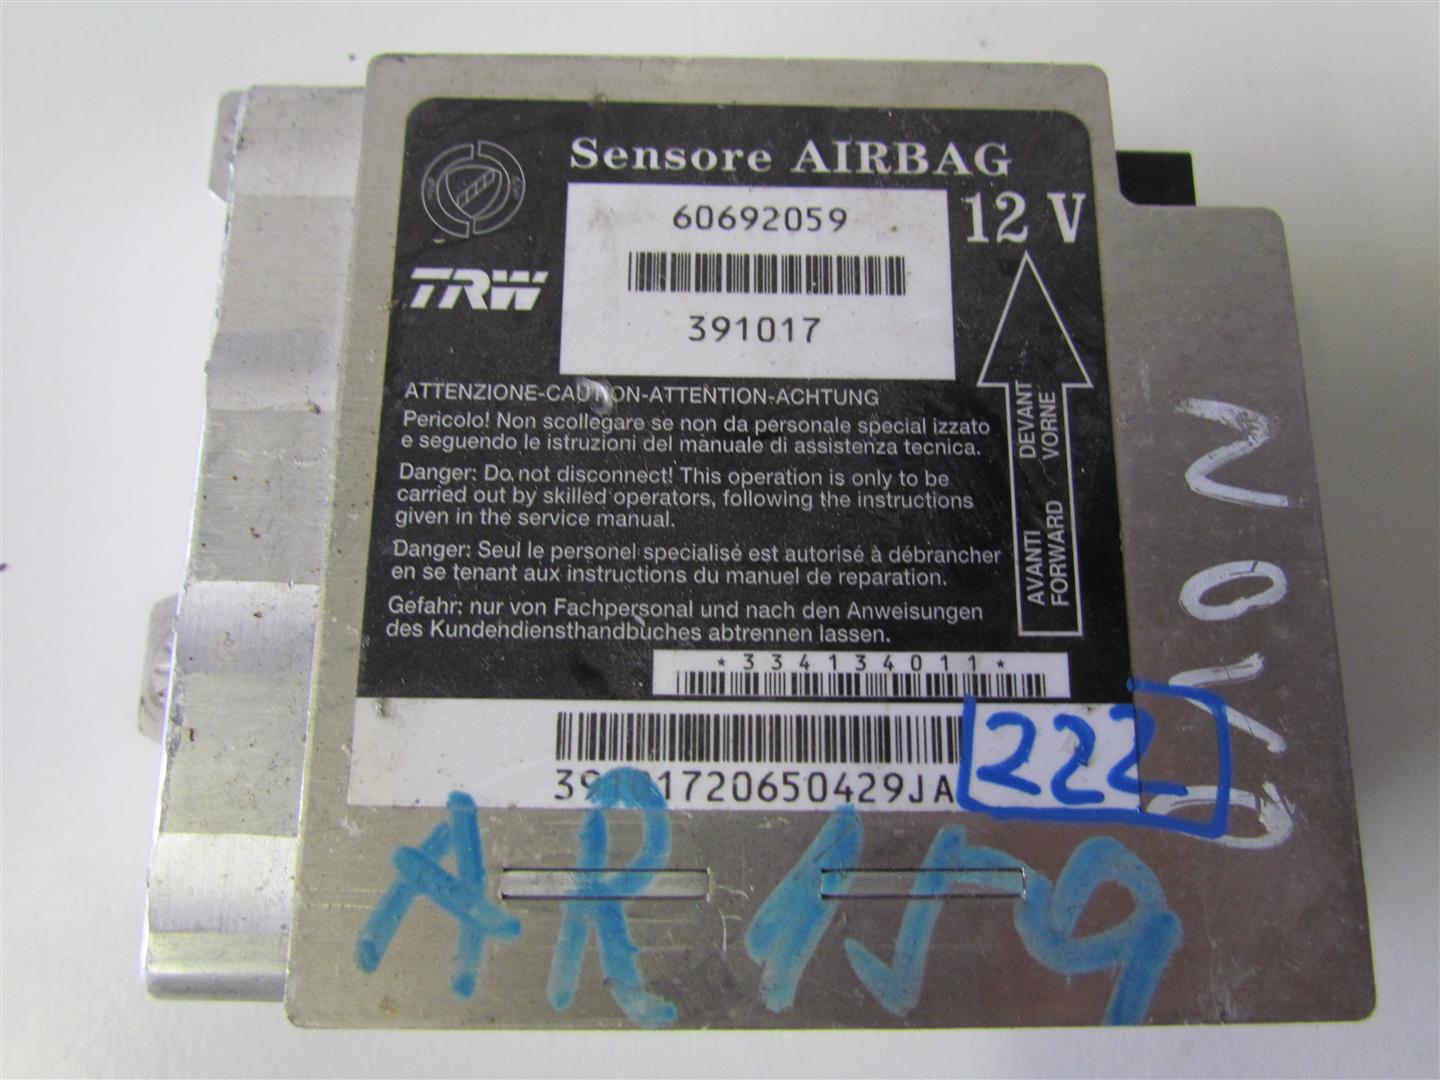 Sensore AIRBAG
12 V
60692059
391017
TRW
ATTENZIONE-CAUTION-ATTENTION-ACHTUNG
Pericolo! Non scollegare se non da personale special izzato
e seguendo le istruzioni del manuale di assistenza tecnica.
Danger: Do not disconnect! This operation is only to be
carried out by skilled operators, following the instructions
given in the service manual.
Danger: Seul le personel specialisé est autorisé à débrancher
en se tenant aux instructions du manuel de reparation.
Gefahr: nur von Fachpersonal und nach den Anweisungen
des Kundendiensthandbuches abtrennen lassen.
AVANTI DEVANT
FORWARD VORNE
*334134011*
39101720650429JA
222
AR 159